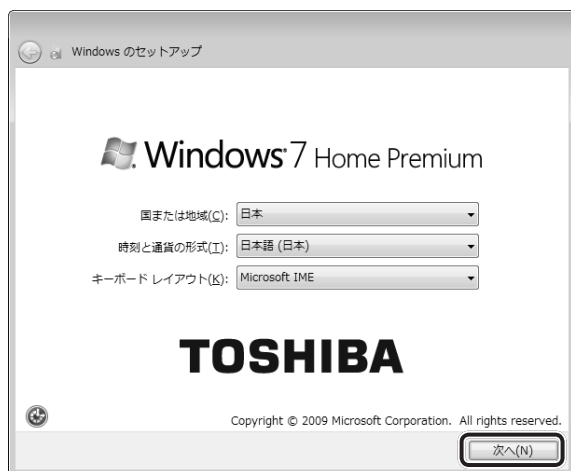 Windows のセットアップ
Windows 7 Home Premium
国または地域(C): 日本
時刻と通貨の形式(T): 日本語 (日本)
キーボード レイアウト(K): Microsoft IME
TOSHIBA
Copyright © 2009 Microsoft Corporation. All rights reserved.
次へ(N)